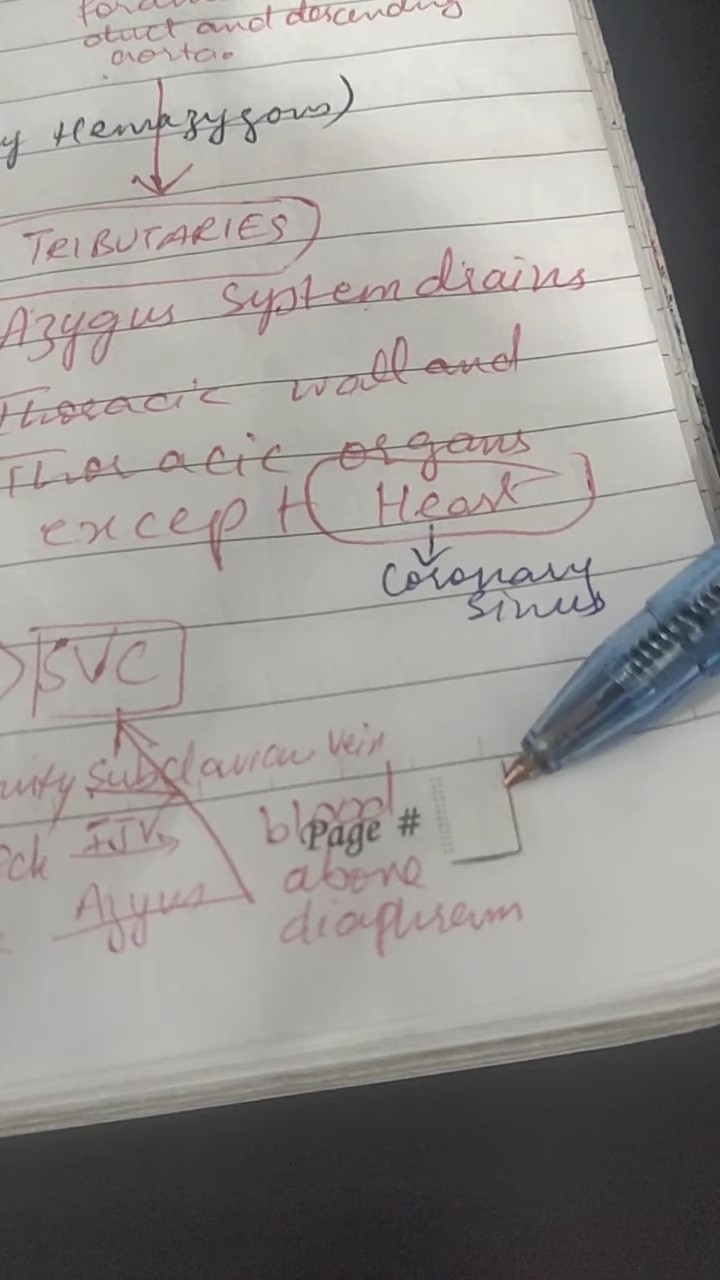 duct and descending
aorta.
y Hemiazygous)
TRIBUTARIES
Azygus system drains
Thoracic wall and
Thoracic organs
except Heart
Coronary
sinus
SVC
subclavian vein
IJV
blood
Page #
above
Azygus
diaphream